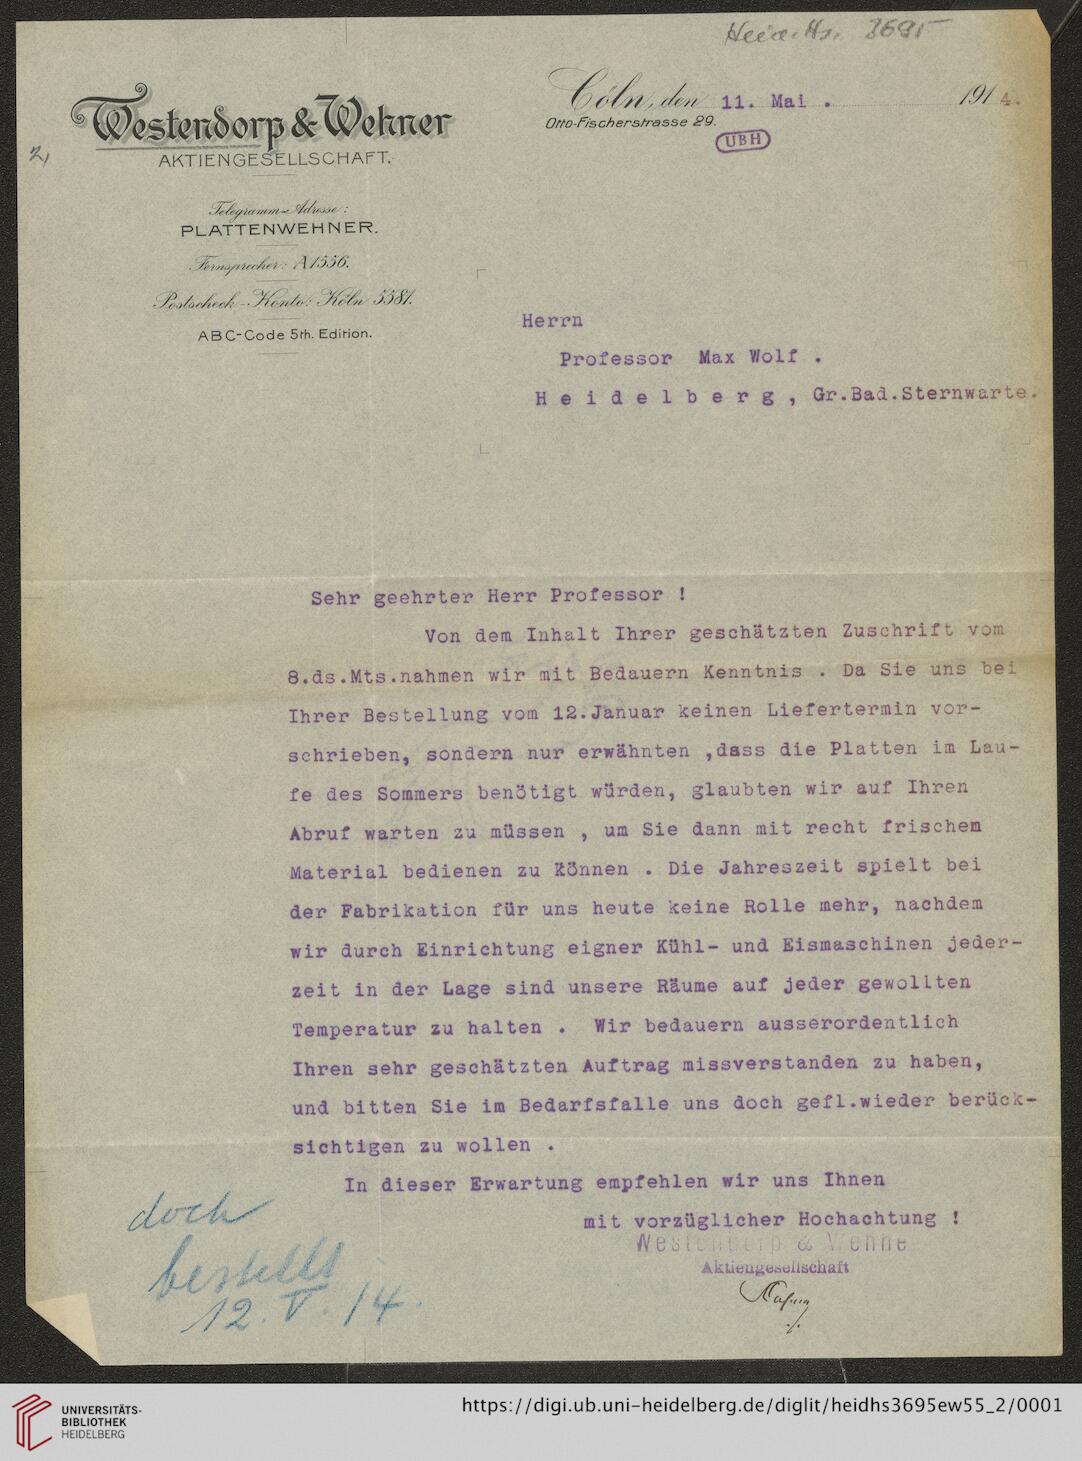 Heid. Hs. 3695
Westendorp & Wehner
AKTIENGESELLSCHAFT.
2,
Telegramm-Adresse:
PLATTENWEHNER.
Fernsprecher: A1556.
Postscheck-Konto: Köln 5581.
ABC-Code 5th. Edition.
Cöln, den 11. Mai . 1914.
Otto-Fischerstrasse 29.
UBH
Herrn
Professor Max Wolf .
H e i d e l b e r g , Gr.Bad.Sternwarte.
Sehr geehrter Herr Professor !
Von dem Inhalt Ihrer geschätzten Zuschrift vom
8.ds.Mts.nahmen wir mit Bedauern Kenntnis . Da Sie uns bei
Ihrer Bestellung vom 12.Januar keinen Liefertermin vor-
schrieben, sondern nur erwähnten ,dass die Platten im Lau-
fe des Sommers benötigt würden, glaubten wir auf Ihren
Abruf warten zu müssen , um Sie dann mit recht frischem
Material bedienen zu können . Die Jahreszeit spielt bei
der Fabrikation für uns heute keine Rolle mehr, nachdem
wir durch Einrichtung eigner Kühl- und Eismaschinen jeder-
zeit in der Lage sind unsere Räume auf jeder gewollten
Temperatur zu halten . Wir bedauern ausserordentlich
Ihren sehr geschätzten Auftrag missverstanden zu haben,
und bitten Sie im Bedarfsfalle uns doch gefl.wieder berück-
sichtigen zu wollen .
In dieser Erwartung empfehlen wir uns Ihnen
mit vorzüglicher Hochachtung !
Westendorp & Wehne
Aktiengesellschaft
doch
bestellt
12. V. 14.
UNIVERSITÄTS-
BIBLIOTHEK
HEIDELBERG
https://digi.ub.uni-heidelberg.de/diglit/heidhs3695ew55_2/0001